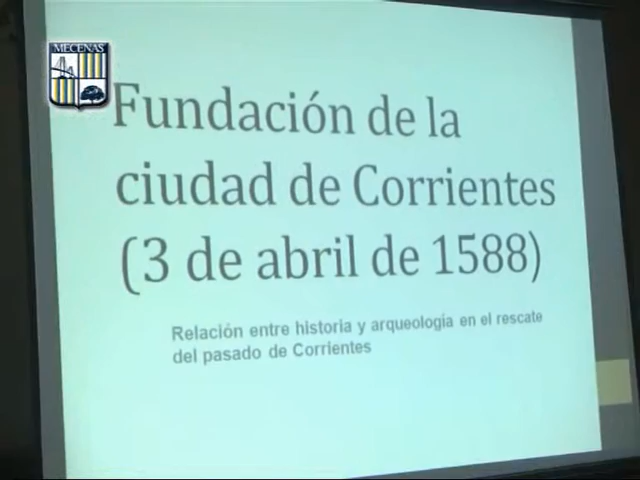 MECENAS
Fundación de la
ciudad de Corrientes
(3 de abril de 1588)
Relación entre historia y arqueología en el rescate
del pasado de Corrientes